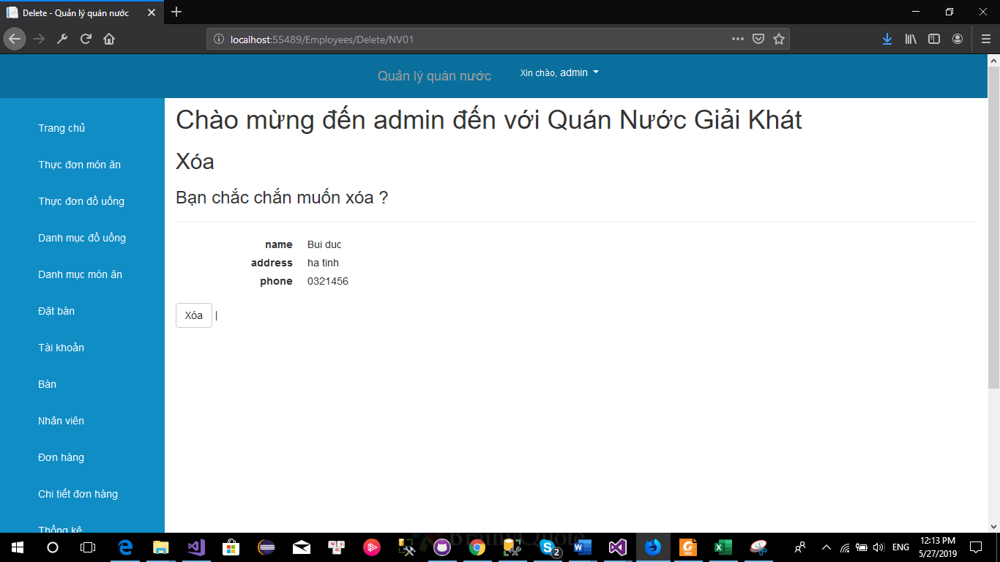 Delete - Quản lý quán nước
localhost:55489/Employees/Delete/NV01
Quản lý quán nước
Xin chào, admin
Trang chủ
Thực đơn món ăn
Thực đơn đồ uống
Danh mục đồ uống
Danh mục món ăn
Đặt bàn
Tài khoản
Bàn
Nhân viên
Đơn hàng
Chi tiết đơn hàng
Thống kê
Chào mừng đến admin đến với Quán Nước Giải Khát
Xóa
Bạn chắc chắn muốn xóa ?
name Bui duc
address ha tinh
phone 0321456
Xóa |
2
ENG
12:13 PM
5/27/2019